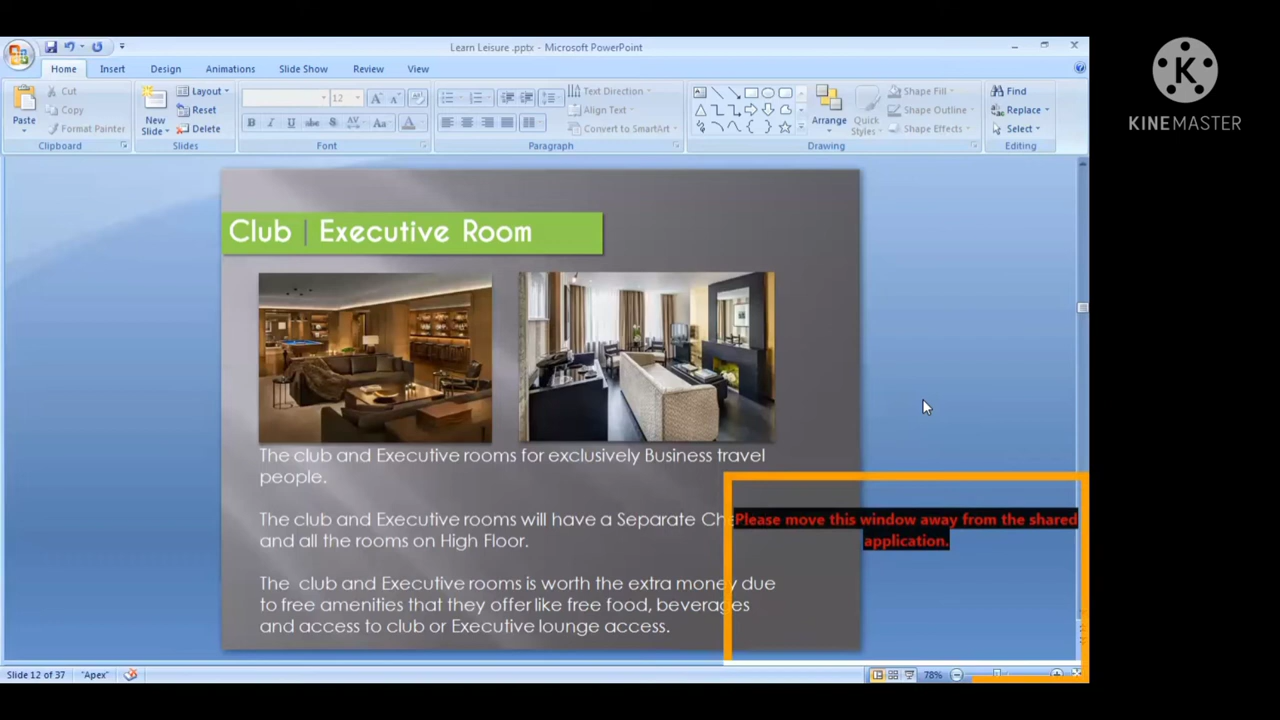 Learn Leisure .pptx - Microsoft PowerPoint
Home Insert Design Animations Slide Show Review View
Paste
Cut
Copy
Format Painter
Clipboard
New
Slide
Layout
Reset
Delete
Slides
12
B I U abc S AV Aa A
Font
Text Direction
Align Text
Convert to SmartArt
Paragraph
Arrange
Quick
Styles
Shape Fill
Shape Outline
Shape Effects
Drawing
Find
Replace
Select
Editing
K
KINEMASTER
Club | Executive Room
The club and Executive rooms for exclusively Business travel
people.
The club and Executive rooms will have a Separate
and all the rooms on High Floor.
The club and Executive rooms is worth the extra money due
to free amenities that they offer like free food, beverages
and access to club or Executive lounge access.
Please move this window away from the shared
application.
Slide 12 of 37 "Apex" 78%